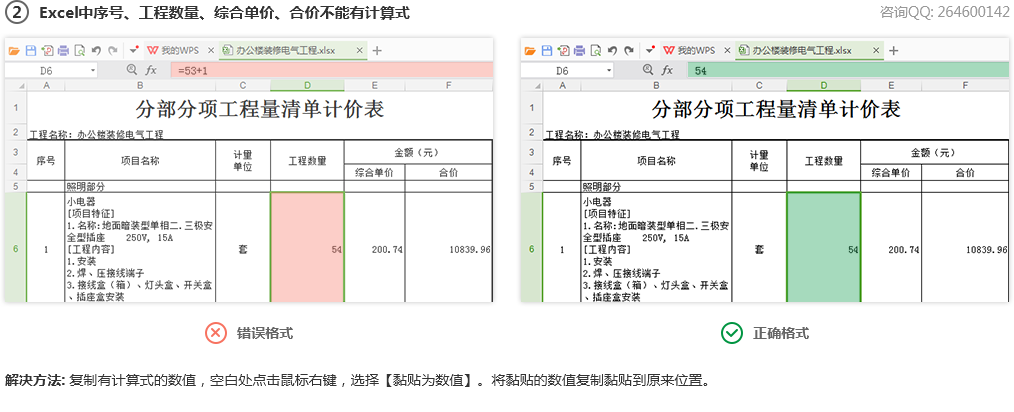 ② Excel中序号、工程数量、综合单价、合价不能有计算式
咨询QQ: 264600142
我的WPS × 办公楼装修电气工程.xlsx × +
D6 fx =53+1
A B C D E F
1 分部分项工程量清单计价表
2 工程名称: 办公楼装修电气工程
3 序号 项目名称 计量单位 工程数量 金额（元）
4 综合单价 合价
5 照明部分
小电器
[项目特征]
1.名称:地面暗装型单相二.三极安
全型插座 250V, 15A
6 1 [工程内容] 套 54 200.74 10839.96
1.安装
2.焊、压接线端子
3.接线盒（箱）、灯头盒、开关盒
、插座盒安装
错误格式
我的WPS × 办公楼装修电气工程.xlsx × +
D6 fx 54
A B C D E F
1 分部分项工程量清单计价表
2 工程名称: 办公楼装修电气工程
3 序号 项目名称 计量单位 工程数量 金额（元）
4 综合单价 合价
5 照明部分
小电器
[项目特征]
1.名称:地面暗装型单相二.三极安
全型插座 250V, 15A
6 1 [工程内容] 套 54 200.74 10839.96
1.安装
2.焊、压接线端子
3.接线盒（箱）、灯头盒、开关盒
、插座盒安装
正确格式
解决方法: 复制有计算式的数值，空白处点击鼠标右键，选择【黏贴为数值】。将黏贴的数值复制黏贴到原来位置。